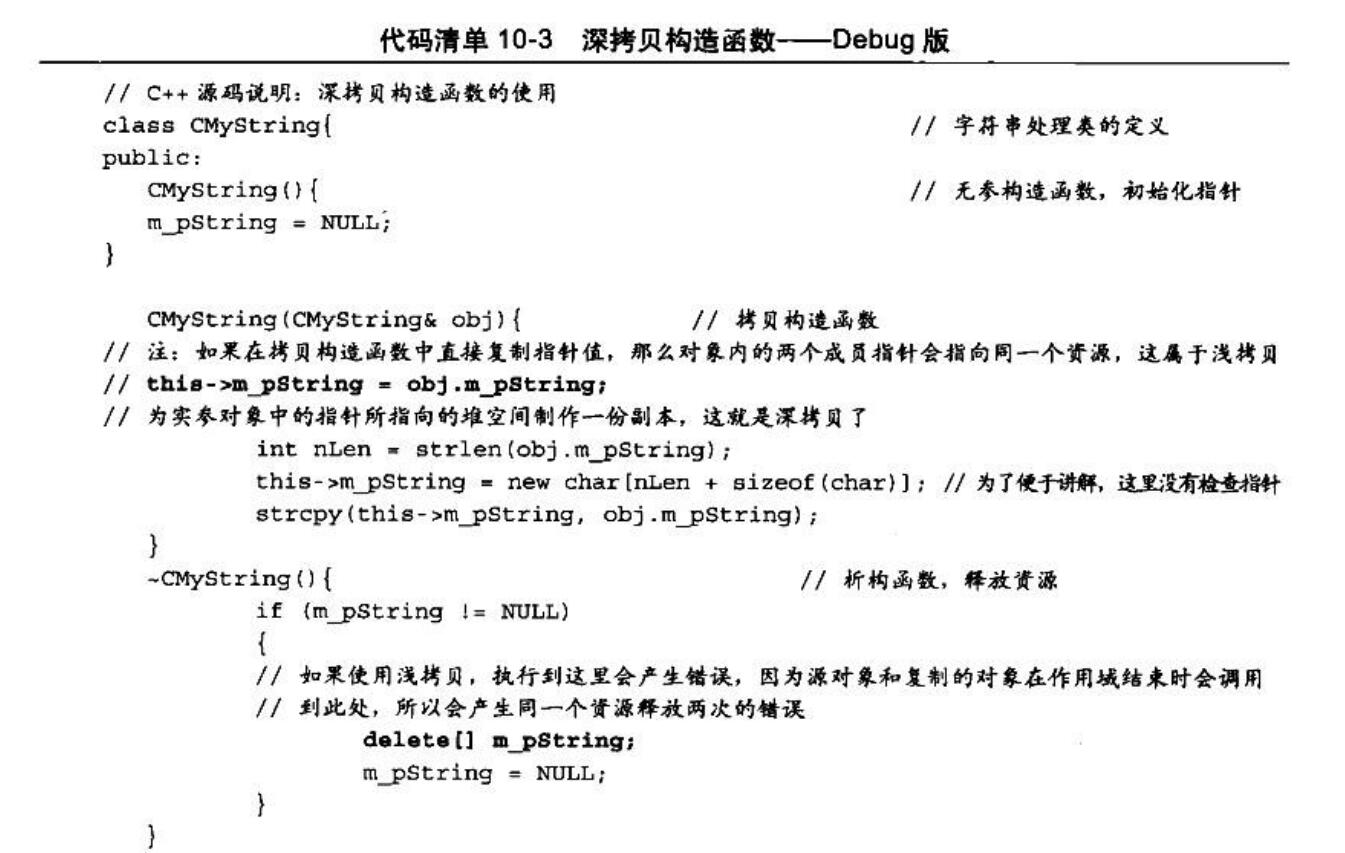 代码清单 10-3 深拷贝构造函数——Debug 版
// C++ 源码说明：深拷贝构造函数的使用
class CMyString{ // 字符串处理类的定义
public:
CMyString(){ // 无参构造函数，初始化指针
m_pString = NULL;
}
CMyString(CMyString& obj){ // 拷贝构造函数
// 注：如果在拷贝构造函数中直接复制指针值，那么对象内的两个成员指针会指向同一个资源，这属于浅拷贝
// this->m_pString = obj.m_pString;
// 为实参对象中的指针所指向的堆空间制作一份副本，这就是深拷贝了
int nLen = strlen(obj.m_pString);
this->m_pString = new char[nLen + sizeof(char)]; // 为了便于讲解，这里没有检查指针
strcpy(this->m_pString, obj.m_pString);
}
~CMyString(){ // 析构函数，释放资源
if (m_pString != NULL)
{
// 如果使用浅拷贝，执行到这里会产生错误，因为源对象和复制的对象在作用域结束时会调用
// 到此处，所以会产生同一个资源释放两次的错误
delete[] m_pString;
m_pString = NULL;
}
}